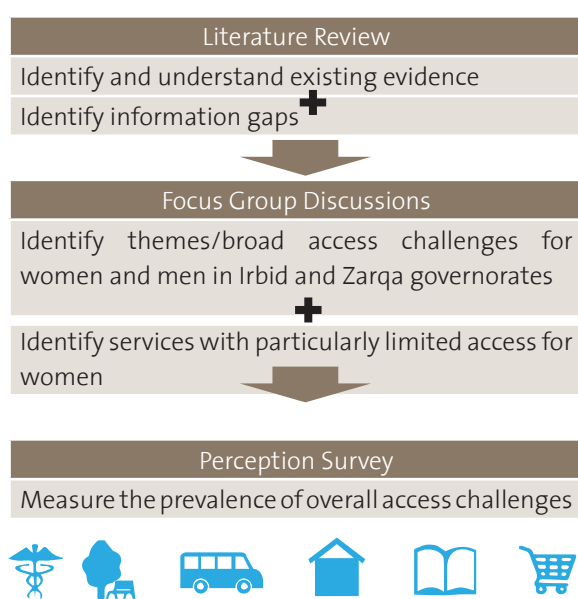 Literature Review
Identify and understand existing evidence
Identify information gaps
Focus Group Discussions
Identify themes/broad access challenges for
women and men in Irbid and Zarqa governorates
Identify services with particularly limited access for
women
Perception Survey
Measure the prevalence of overall access challenges